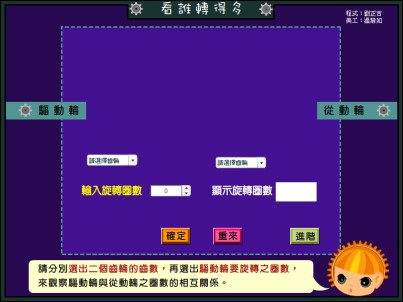 看誰轉得多
程式：劉正吉
美工：溫慧如
驅動輪
從動輪
請選擇齒輪
請選擇齒輪
輸入旋轉圈數
0
顯示旋轉圈數
確定
重來
進階
請分別選出二個齒輪的齒數，再選出驅動輪要旋轉之圈數，
來觀察驅動輪與從動輪之圈數的相互關係。